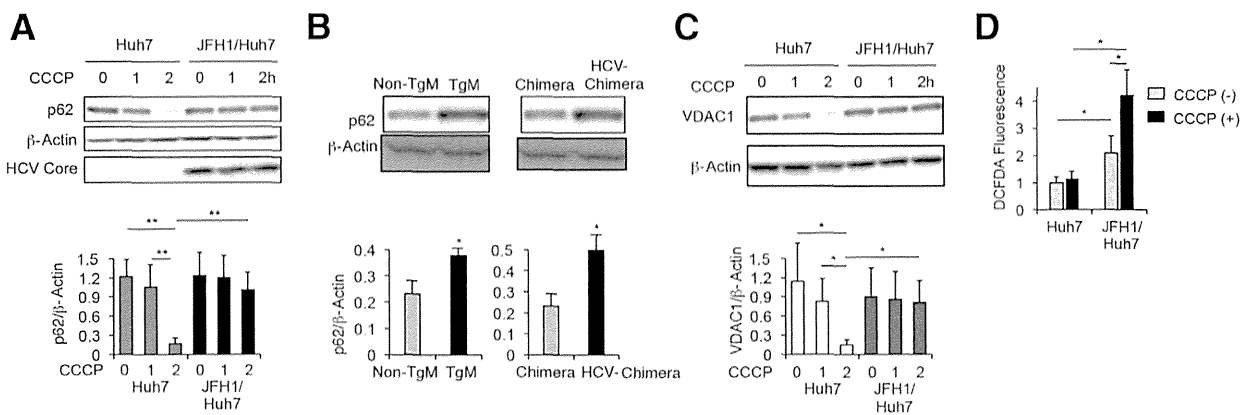 A
Huh7 JFH1/Huh7
CCCP 0 1 2 0 1 2h
p62
β-Actin
HCV Core
** **
**
p62/β-Actin
1.5
1.2
0.9
0.6
0.3
0
CCCP 0 1 2 0 1 2
Huh7 JFH1/
Huh7
B
Non-TgM TgM Chimera HCV-
Chimera
p62
β-Actin
p62/β-Actin
0.4
0.3
0.2
0.1
0
*
Non-TgM TgM
0.5
0.4
0.3
0.2
0.1
0
*
Chimera HCV- Chimera
C
Huh7 JFH1/Huh7
CCCP 0 1 2 0 1 2h
VDAC1
β-Actin
* *
*
VDAC1/β-Actin
1.5
1.2
0.9
0.6
0.3
0
CCCP 0 1 2 0 1 2
Huh7 JFH1/
Huh7
D
*
*
*
DCFDA Fluorescence
4
3
2
1
0
Huh7 JFH1/
Huh7
CCCP (-)
CCCP (+)